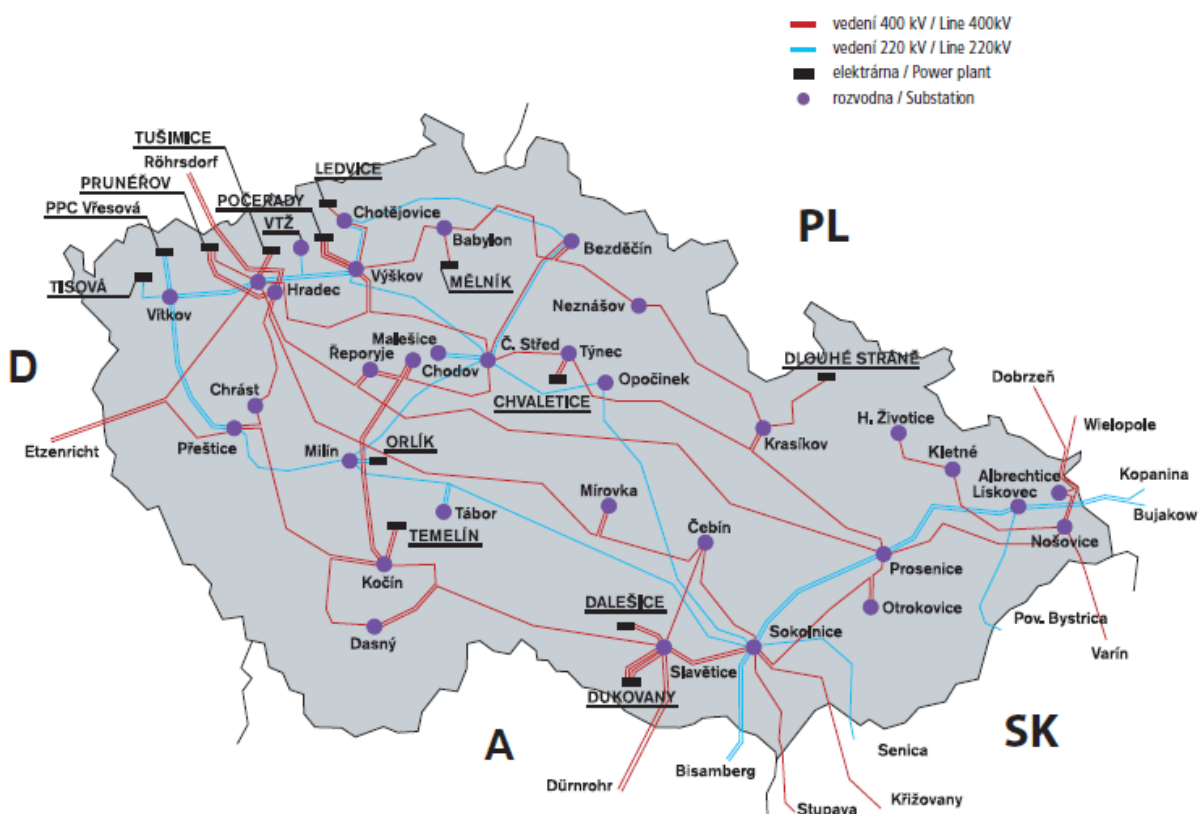 vedení 400 kV / Line 400kV
vedení 220 kV / Line 220kV
elektrárna / Power plant
rozvodna / Substation
TUŠIMICE
Röhrsdorf
LEDVICE
PRUNÉŘOV
POČERADY
PPC Vřesová
VTŽ
Chotějovice
Babylon
Bezděčín
PL
TISOVÁ
Výškov
MĚLNÍK
Hradec
Vítkov
Neznášov
Malešice
Č. Střed
Týnec
Řeporyje
Chodov
DLOUHÉ STRÁNĚ
D
Opočinek
Dobrzeń
Chrást
CHVALETICE
H. Životice
Wielopole
Krasíkov
Přeštice
Etzenricht
ORLÍK
Kletné
Milín
Albrechtice
Kopanina
Lískovec
Mírovka
Bujakow
Tábor
Čebín
TEMELÍN
Nošovice
Kočín
Prosenice
DALEŠICE
Otrokovice
Pov. Bystrica
Dasný
Sokolnice
Varín
Slavětice
DUKOVANY
SK
A
Senica
Bisamberg
Dürnrohr
Křižovany
Stupava